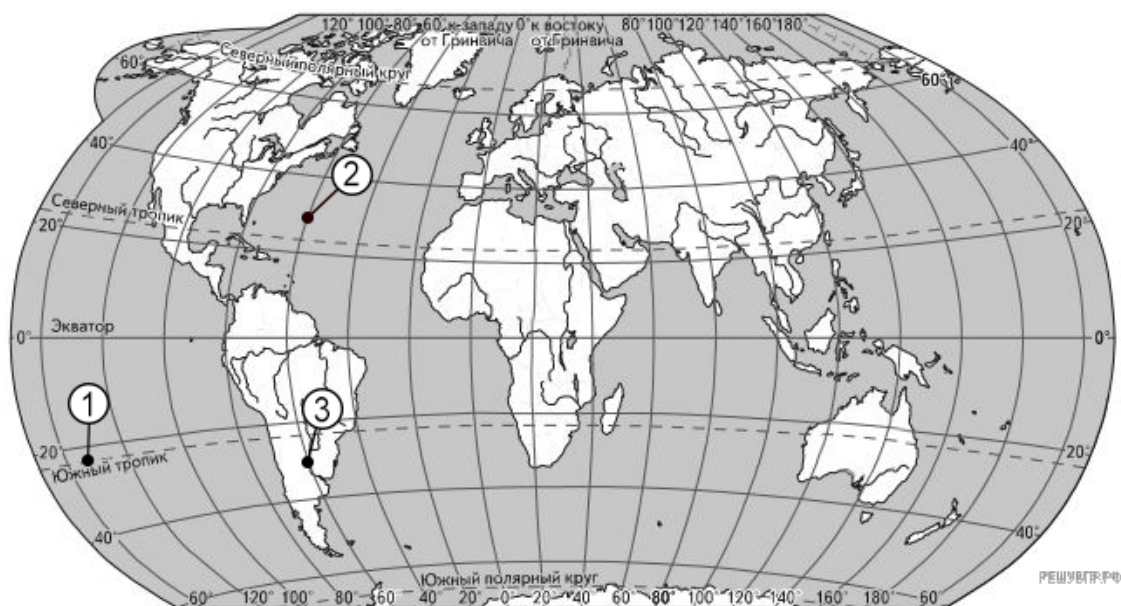 120° 100° 80° 60° к западу 0° к востоку 80° 100° 120° 140° 160° 180°
от Гринвича от Гринвича
60° Северный полярный круг 60°
40° 40°
2
Северный тропик
20° 20°
Экватор
0° 0°
1
3
20° 20°
Южный тропик
40° 40°
Южный полярный круг
60° 80° 100° 60° 40° 20° 0° 20° 40° 60° 80° 100° 120° 140° 160° 180° 60°
РЕШУВПР.РФ